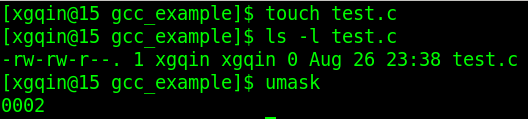 [xgqin@15 gcc_example]$ touch test.c
[xgqin@15 gcc_example]$ ls -l test.c
-rw-rw-r--. 1 xgqin xgqin 0 Aug 26 23:38 test.c
[xgqin@15 gcc_example]$ umask
0002